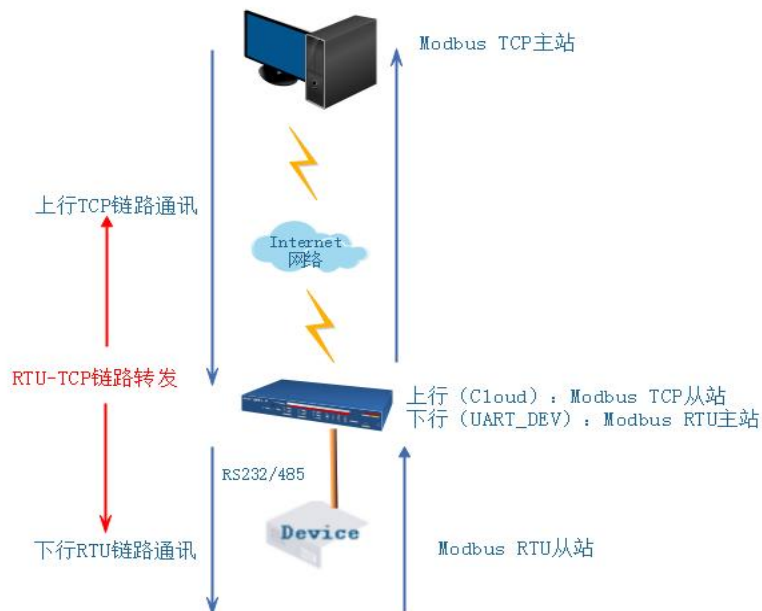 Modbus TCP主站
上行TCP链路通讯
Internet
网络
RTU-TCP链路转发
上行（Cloud）：Modbus TCP从站
下行（UART_DEV）：Modbus RTU主站
RS232/485
Device
下行RTU链路通讯
Modbus RTU从站